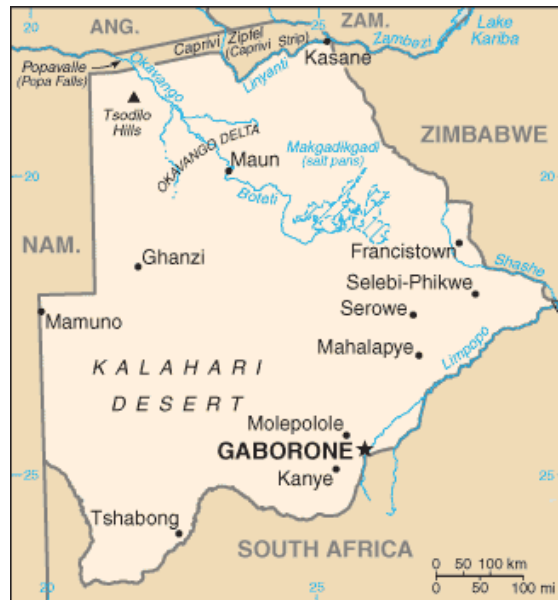 ANG.
ZAM.
25
Caprivi Zipfel
(Caprivi Strip)
Zambezi
Lake
Kariba
Popavalle
(Popa Falls)
Okavango
Linyanti
Kasane
Tsodilo
Hills
ZIMBABWE
OKAVANGO DELTA
Maun
Makgadikgadi
(salt pans)
20
20
Boteti
NAM.
Ghanzi
Francistown
Shashe
Selebi-Phikwe
Serowe
Mamuno
Mahalapye
Limpopo
KALAHARI
DESERT
Molepolole
GABORONE
Kanye
25
25
Tshabong
SOUTH AFRICA
20
25
0 50 100 km
0 50 100 mi